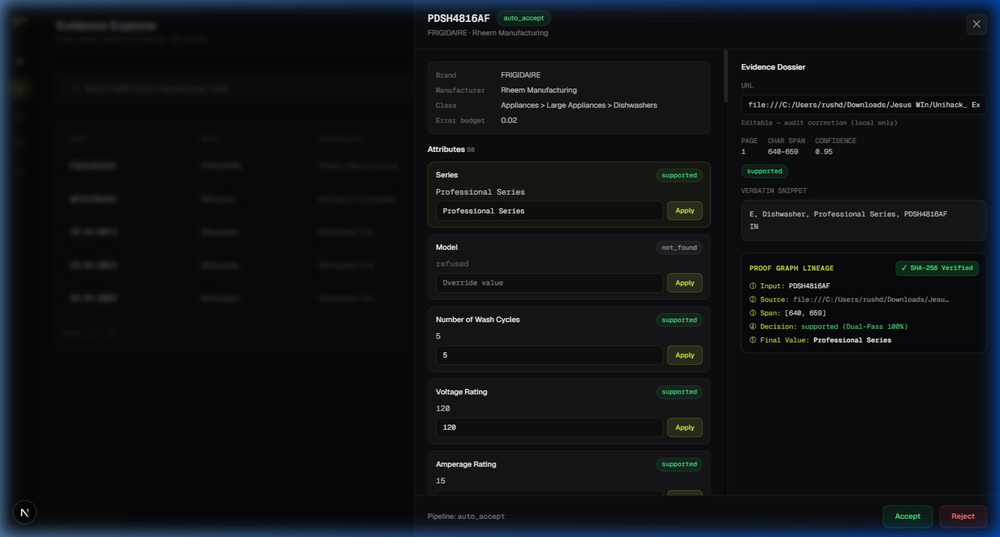 Evidence Explorer
PDSH4816AF auto_accept
FRIGIDAIRE · Rheem Manufacturing
Brand FRIGIDAIRE
Manufacturer Rheem Manufacturing
Class Appliances > Large Appliances > Dishwashers
Error budget 0.02
Attributes 50
Series supported
Professional Series
Professional Series Apply
Model not_found
refused
Override value Apply
Number of Wash Cycles supported
5
5 Apply
Voltage Rating supported
120
120 Apply
Amperage Rating supported
15
Pipeline: auto_accept
Accept Reject
Evidence Dossier
URL
file:///C:/Users/rushd/Downloads/Jesus WIn/Unihack_ Ex
Editable — audit correction (local only)
PAGE CHAR SPAN CONFIDENCE
1 640-659 0.95
supported
VERBATIM SNIPPET
E, Dishwasher, Professional Series, PDSH4816AF
IN
PROOF GRAPH LINEAGE ✓ SHA-256 Verified
① Input: PDSH4816AF
② Source: file:///C:/Users/rushd/Downloads/Jesu…
③ Span: [640, 659]
④ Decision: supported (Dual-Pass 100%)
⑤ Final Value: Professional Series
N